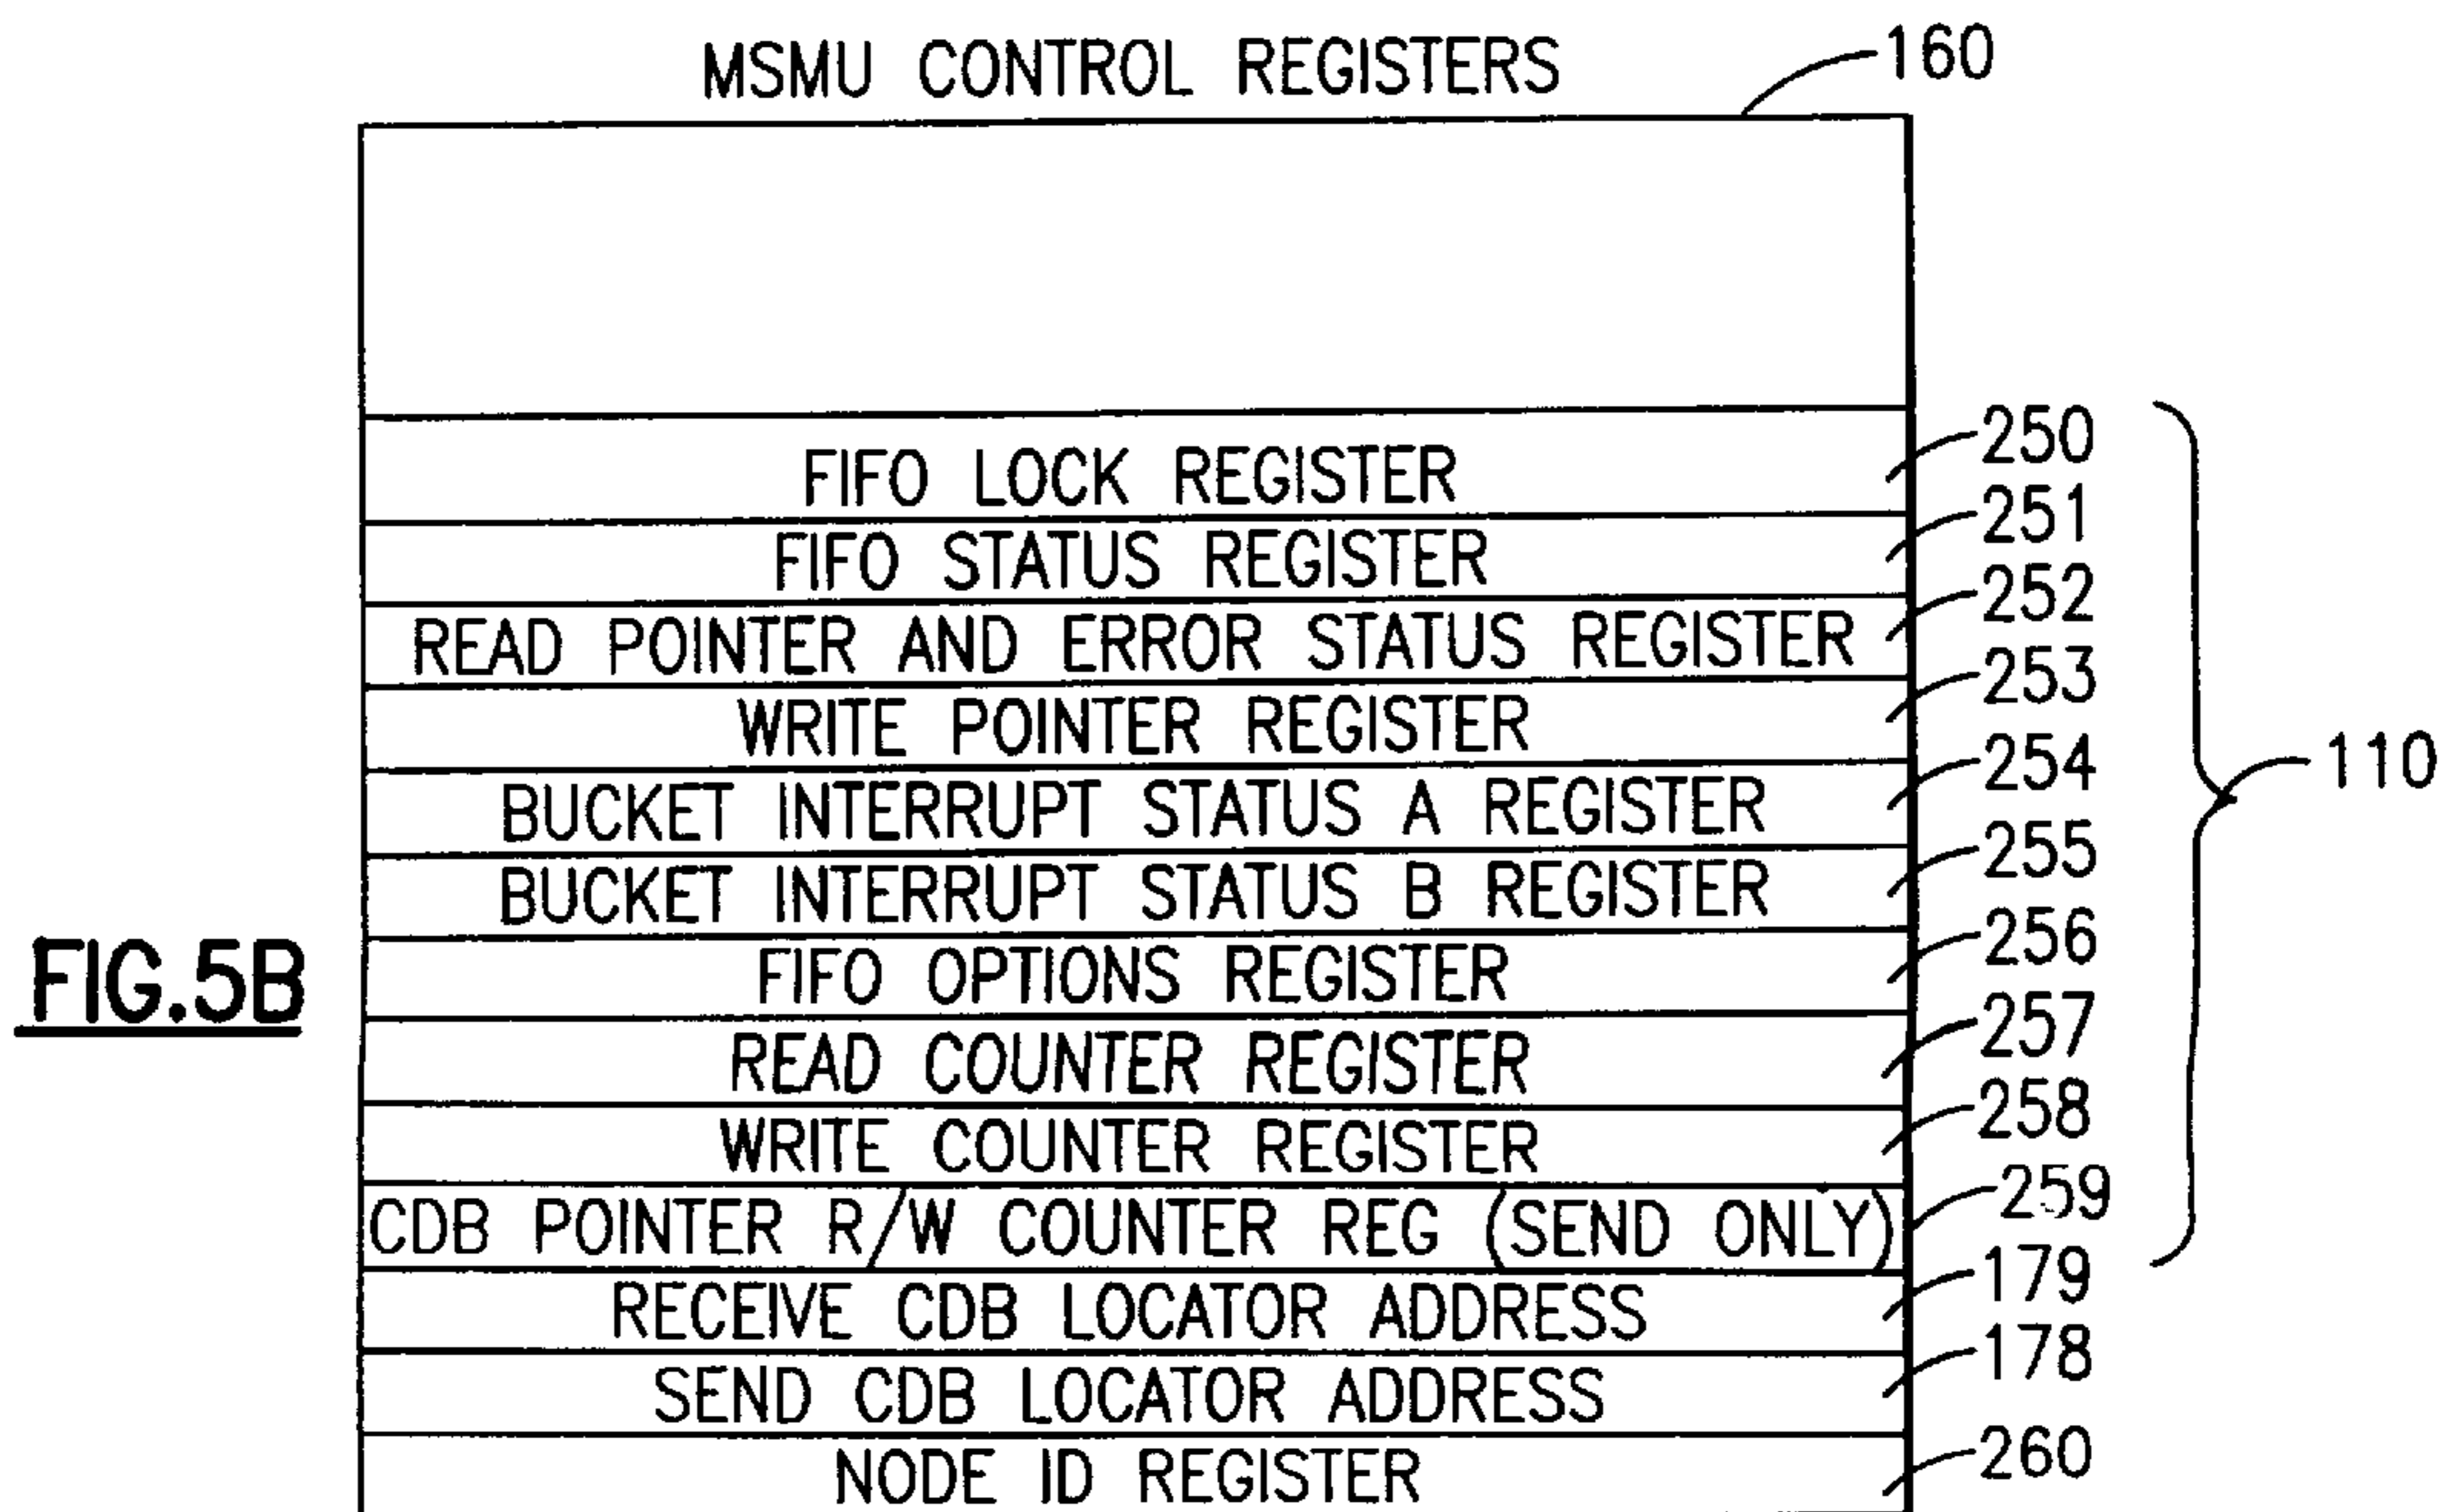 MSMU CONTROL REGISTERS 160
FIFO LOCK REGISTER 250
FIFO STATUS REGISTER 251
READ POINTER AND ERROR STATUS REGISTER 252
WRITE POINTER REGISTER 253
BUCKET INTERRUPT STATUS A REGISTER 254
110
BUCKET INTERRUPT STATUS B REGISTER 255
FIFO OPTIONS REGISTER 256
FIG.5B
READ COUNTER REGISTER 257
WRITE COUNTER REGISTER 258
CDB POINTER R/W COUNTER REG (SEND ONLY) 259
RECEIVE CDB LOCATOR ADDRESS 179
SEND CDB LOCATOR ADDRESS 178
NODE ID REGISTER 260